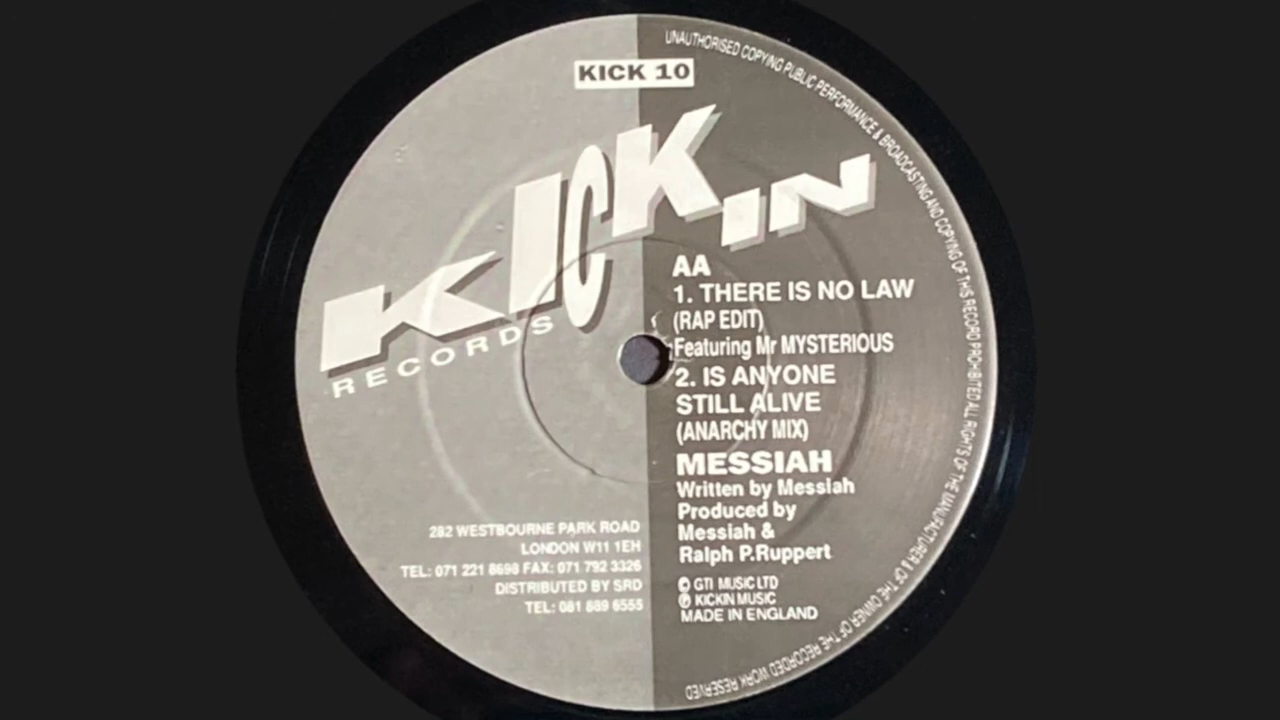 KICK 10
KICKIN
RECORDS
AA
1. THERE IS NO LAW
(RAP EDIT)
Featuring Mr MYSTERIOUS
2. IS ANYONE
STILL ALIVE
(ANARCHY MIX)
MESSIAH
Written by Messiah
Produced by
Messiah &
Ralph P.Ruppert
© GTI MUSIC LTD
℗ KICKIN MUSIC
MADE IN ENGLAND
282 WESTBOURNE PARK ROAD
LONDON W11 1EH
TEL: 071 221 8698 FAX: 071 792 3326
DISTRIBUTED BY SRD
TEL: 081 889 6555
UNAUTHORISED COPYING PUBLIC PERFORMANCE & BROADCASTING AND COPYING OF THIS RECORD PROHIBITED ALL RIGHTS OF THE MANUFACTURER & OF THE OWNER OF THE RECORDED WORK RESERVED